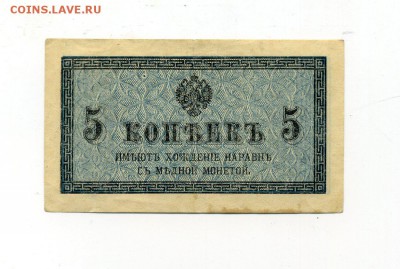 COINS.LAVE.RU
5 КОПѢЕКЪ 5
ИМѢЮТЪ ХОЖДЕНІЕ НАРАВНѢ
СЪ МѢДНОЙ МОНЕТОЙ.